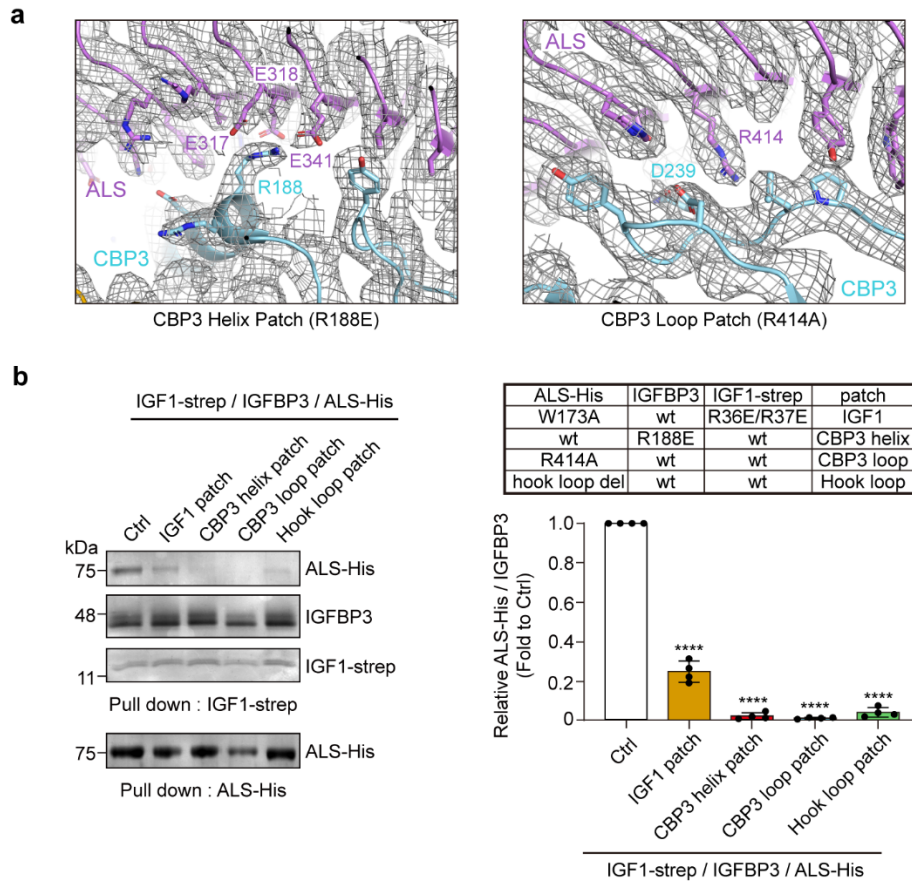 a
ALS
E318
E317
E341
R188
ALS
CBP3
CBP3 Helix Patch (R188E)
ALS
R414
D239
CBP3
CBP3 Loop Patch (R414A)
b
IGF1-strep / IGFBP3 / ALS-His
Ctrl
IGF1 patch
CBP3 helix patch
CBP3 loop patch
Hook loop patch
kDa
75
ALS-His
48
IGFBP3
11
IGF1-strep
Pull down : IGF1-strep
75
ALS-His
Pull down : ALS-His
ALS-His IGFBP3 IGF1-strep patch
W173A wt R36E/R37E IGF1
wt R188E wt CBP3 helix
R414A wt wt CBP3 loop
hook loop del wt wt Hook loop
Relative ALS-His / IGFBP3
(Fold to Ctrl)
1.0
0.8
0.6
0.4
0.2
0
****
****
****
****
Ctrl
IGF1 patch
CBP3 helix patch
CBP3 loop patch
Hook loop patch
IGF1-strep / IGFBP3 / ALS-His